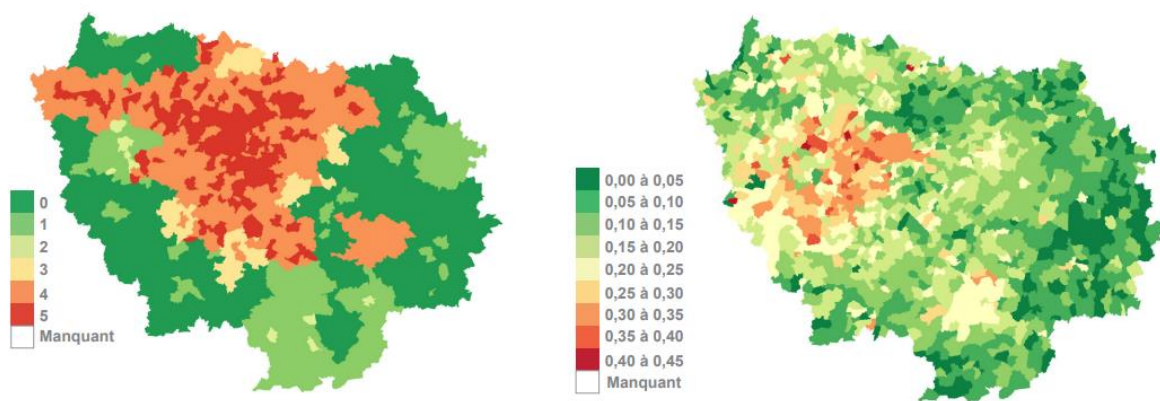 0
1
2
3
4
5
Manquant
0,00 à 0,05
0,05 à 0,10
0,10 à 0,15
0,15 à 0,20
0,20 à 0,25
0,25 à 0,30
0,30 à 0,35
0,35 à 0,40
0,40 à 0,45
Manquant